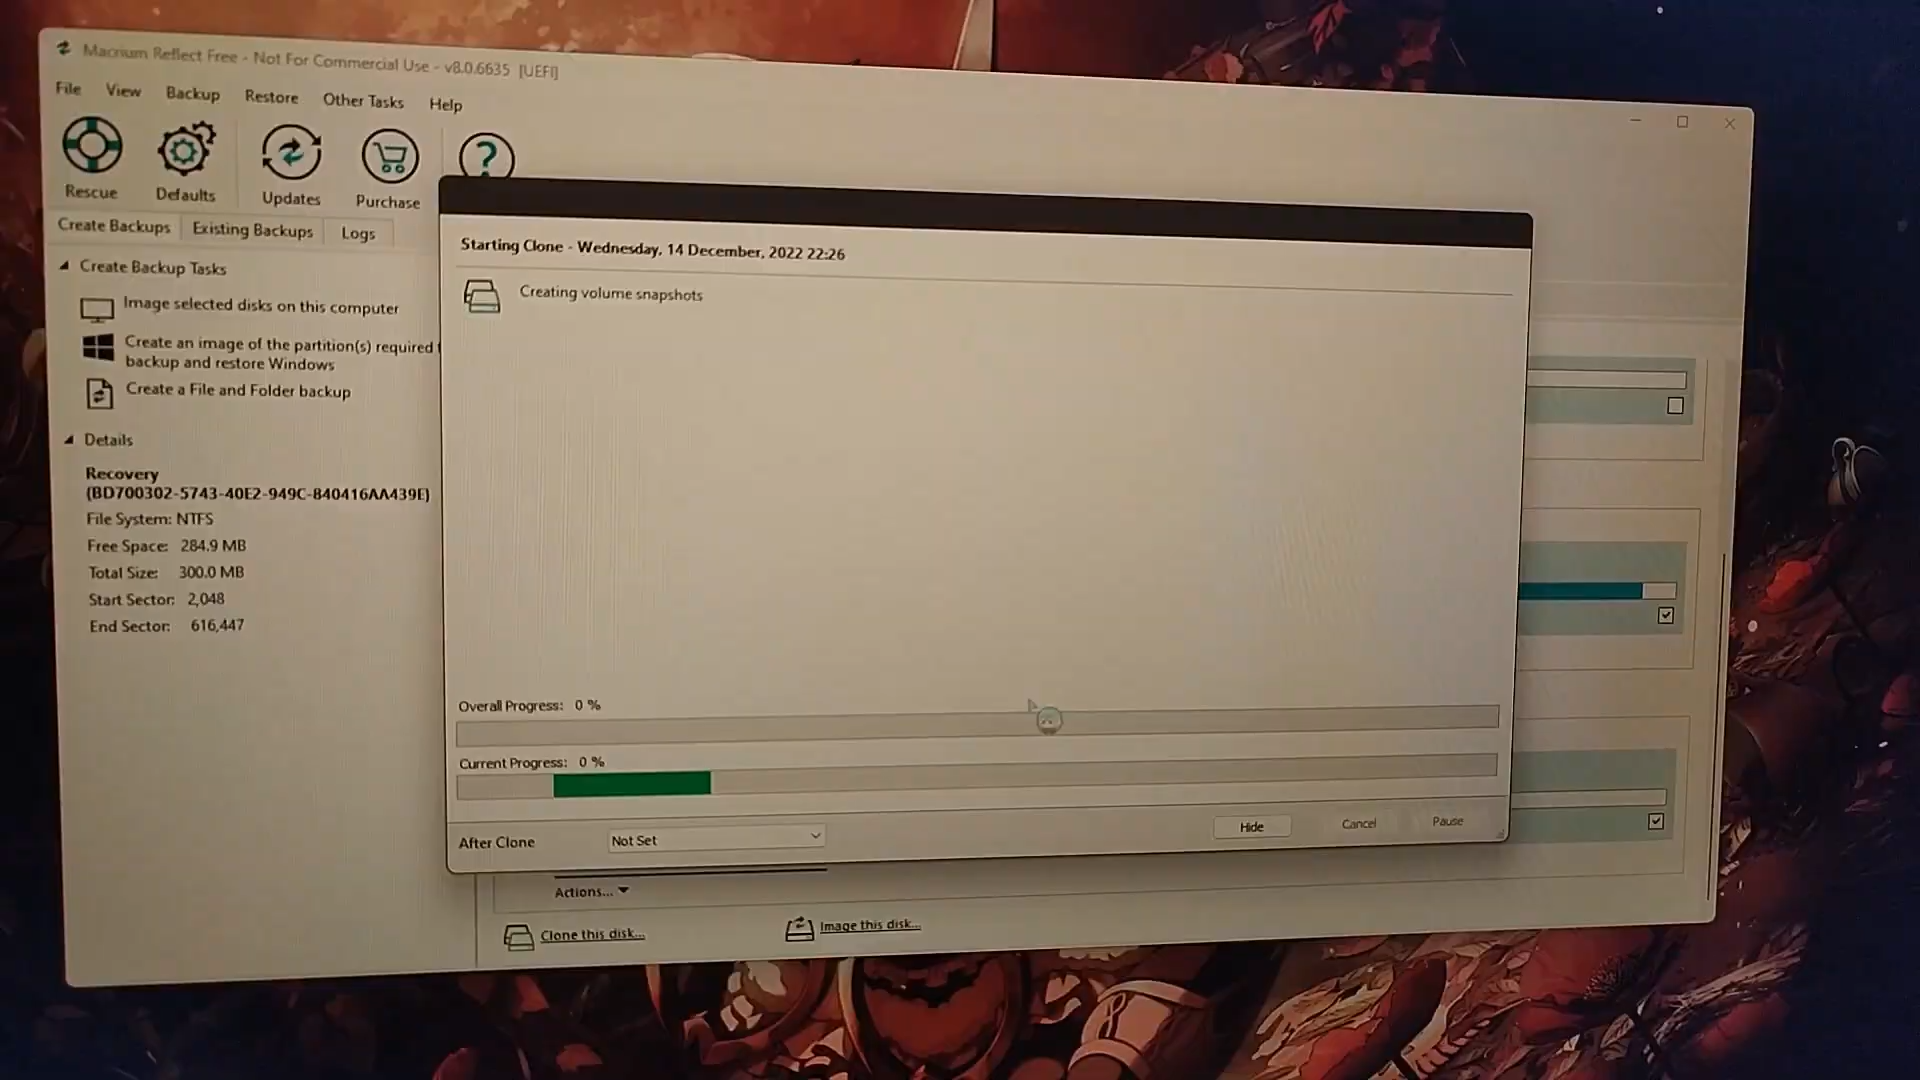 Macrium Reflect Free - Not For Commercial Use - v8.0.6635 [UEFI]
File View Backup Restore Other Tasks Help
Rescue Defaults Updates Purchase
Create Backups Existing Backups Logs
Create Backup Tasks
Image selected disks on this computer
Create an image of the partition(s) required
backup and restore Windows
Create a File and Folder backup
Details
Recovery
(BD700302-5743-40E2-949C-840416AA439E)
File System: NTFS
Free Space: 284.9 MB
Total Size: 300.0 MB
Start Sector: 2,048
End Sector: 616,447
Starting Clone - Wednesday, 14 December, 2022 22:26
Creating volume snapshots
Overall Progress: 0 %
Current Progress: 0 %
After Clone Not Set Hide Cancel Pause
Actions...
Clone this disk... Image this disk...